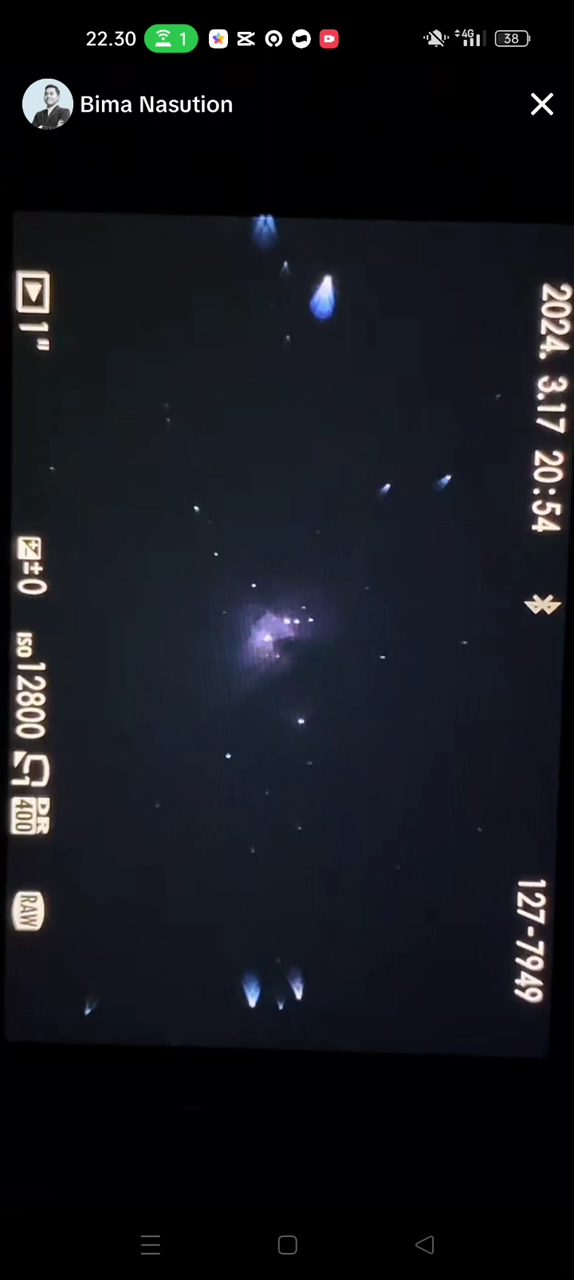 22.30
1
4G
38
Bima Nasution
2024. 3.17 20:54
1"
±0
ISO 12800
DR
400
RAW
127-7949